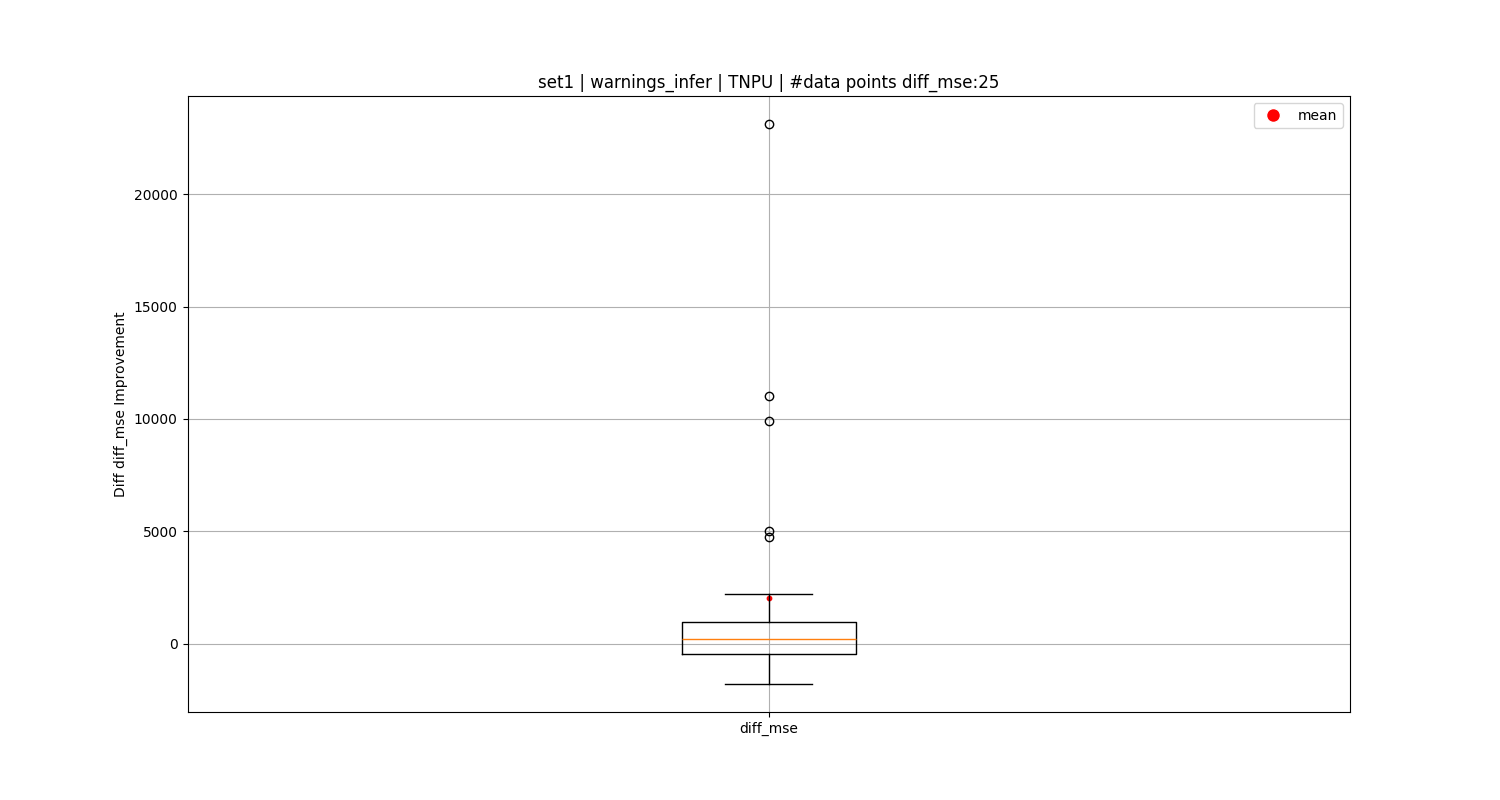 set1 | warnings_infer | TNPU | #data points diff_mse:25
mean
20000
15000
10000
5000
0
Diff diff_mse Improvement
diff_mse